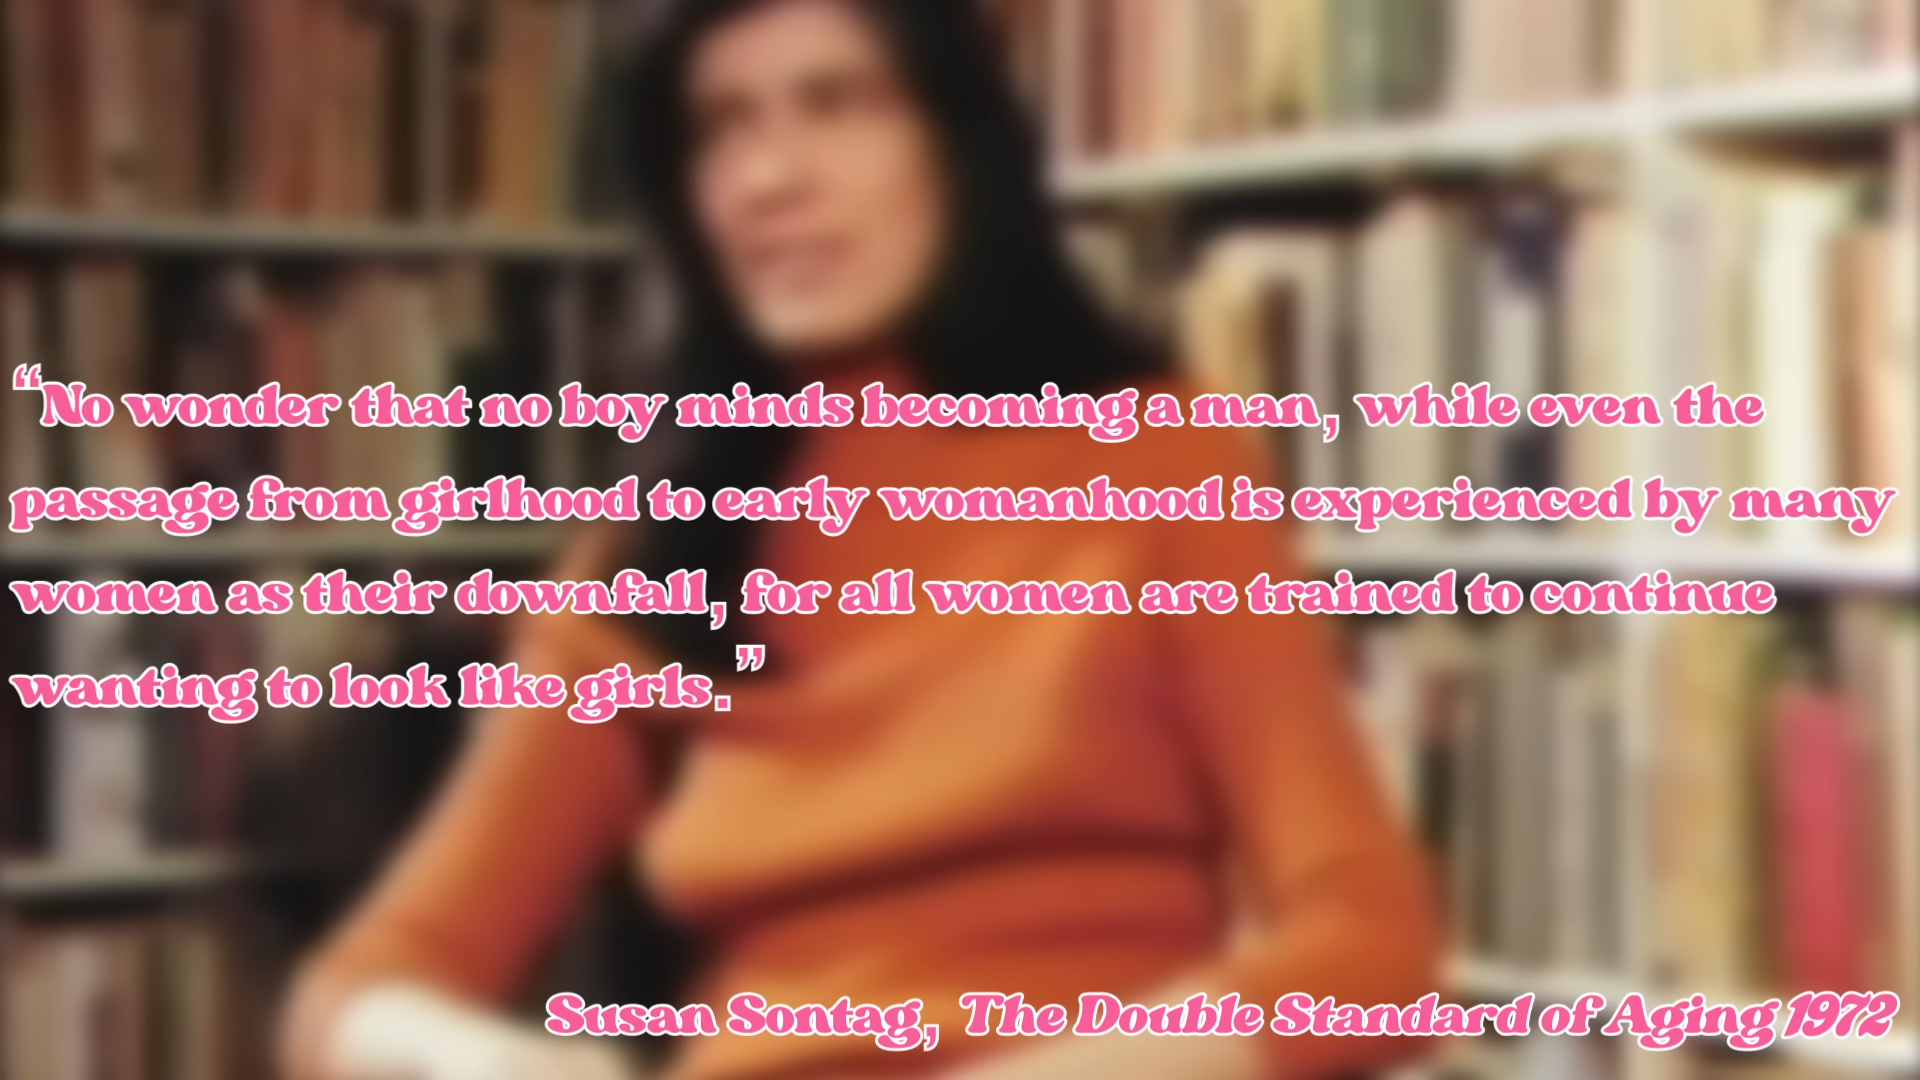 “No wonder that no boy minds becoming a man, while even the
passage from girlhood to early womanhood is experienced by many
women as their downfall, for all women are trained to continue
wanting to look like girls.”
Susan Sontag, The Double Standard of Aging 1972